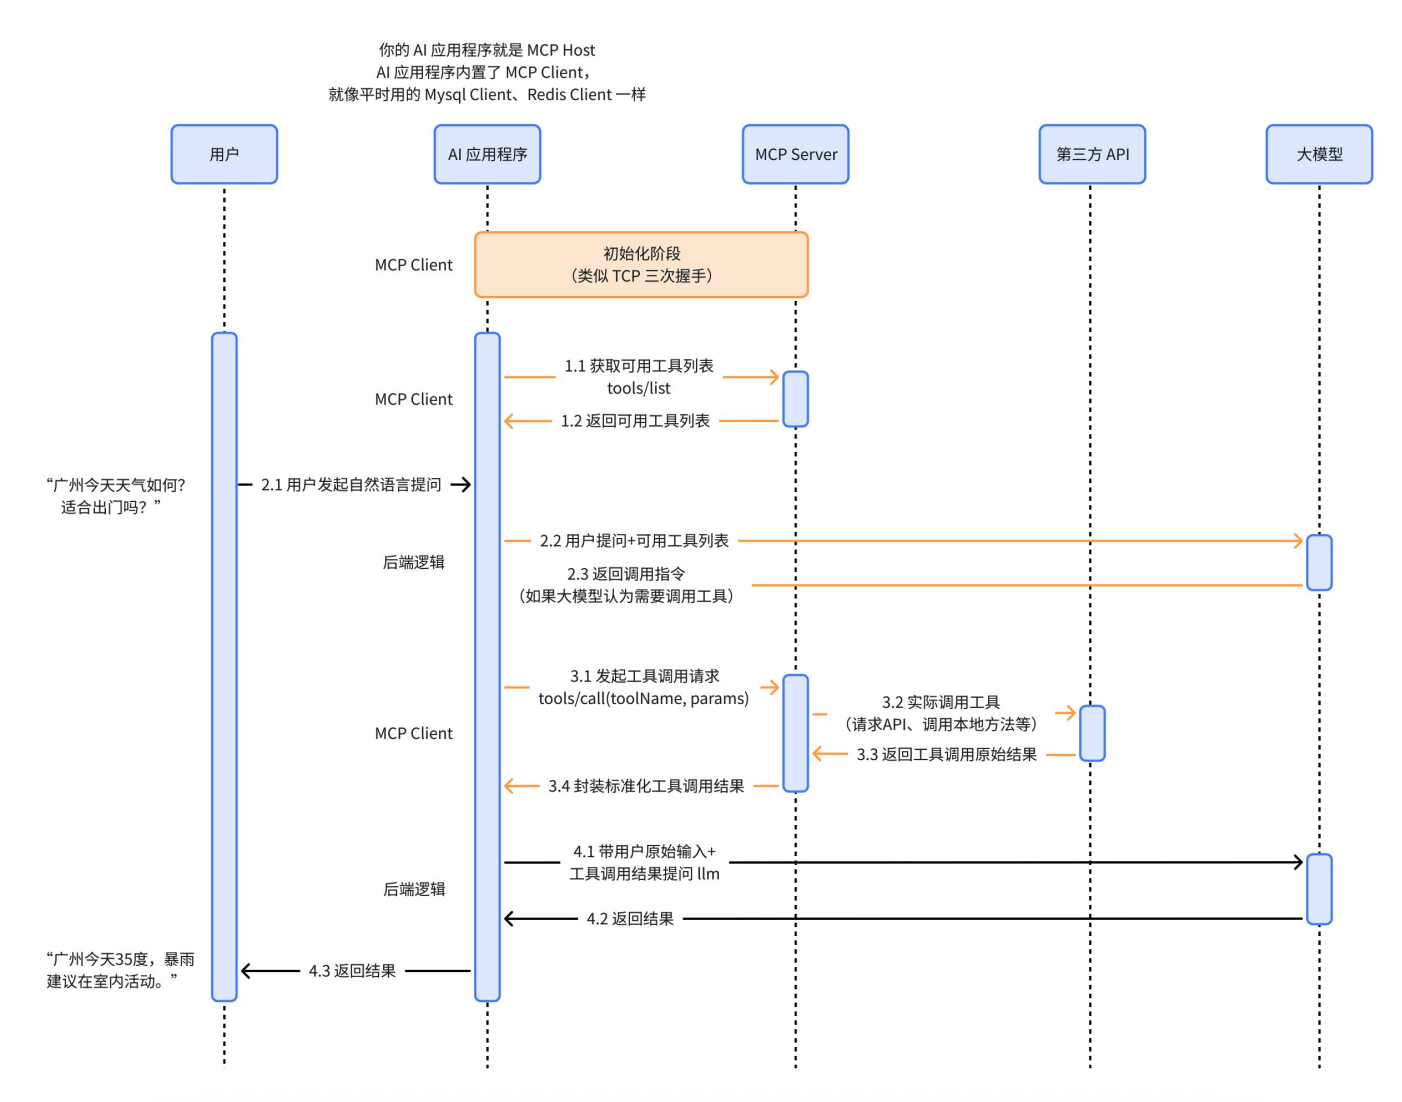 你的 AI 应用程序就是 MCP Host
AI 应用程序内置了 MCP Client，
就像平时用的 Mysql Client、Redis Client 一样
用户
AI 应用程序
MCP Server
第三方 API
大模型
MCP Client
初始化阶段
（类似 TCP 三次握手）
1.1 获取可用工具列表
tools/list
MCP Client
1.2 返回可用工具列表
“广州今天天气如何？
适合出门吗？”
2.1 用户发起自然语言提问
2.2 用户提问+可用工具列表
后端逻辑
2.3 返回调用指令
（如果大模型认为需要调用工具）
3.1 发起工具调用请求
tools/call(toolName, params)
3.2 实际调用工具
（请求API、调用本地方法等）
MCP Client
3.3 返回工具调用原始结果
3.4 封装标准化工具调用结果
4.1 带用户原始输入+
工具调用结果提问 llm
后端逻辑
4.2 返回结果
“广州今天35度，暴雨
建议在室内活动。”
4.3 返回结果